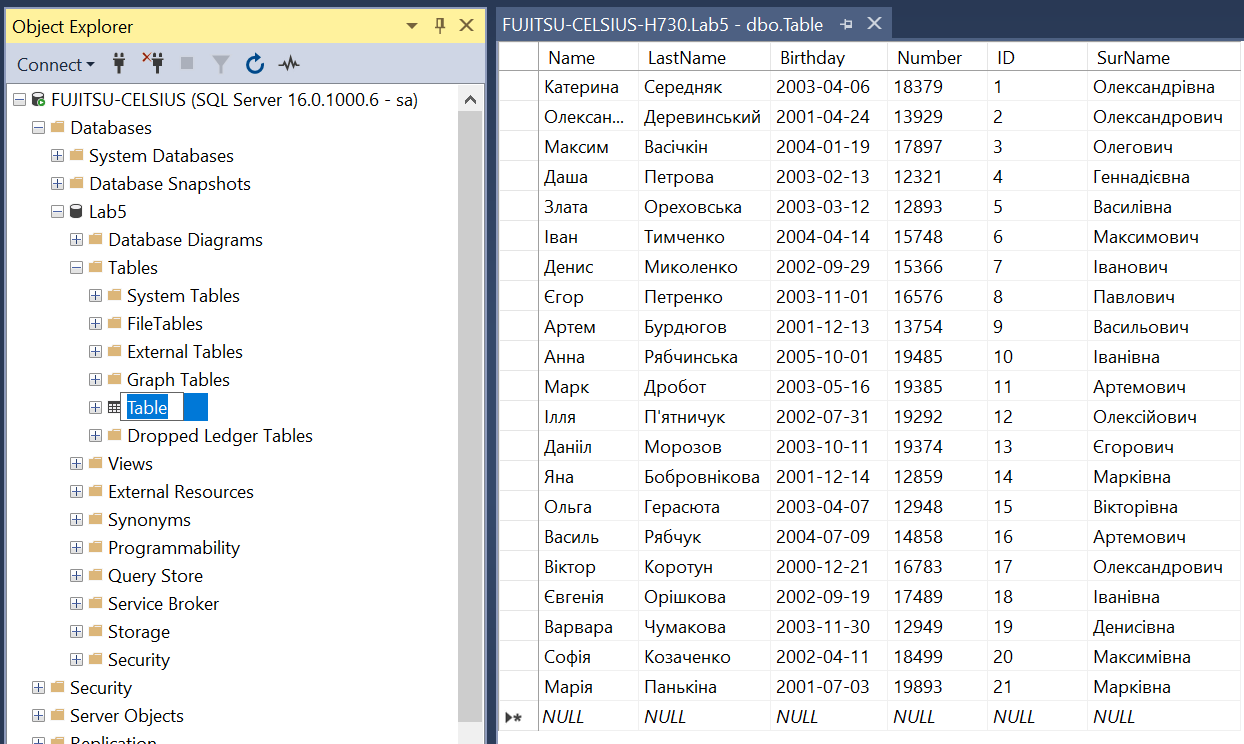 Object Explorer
Connect
FUJITSU-CELSIUS (SQL Server 16.0.1000.6 - sa)
Databases
System Databases
Database Snapshots
Lab5
Database Diagrams
Tables
System Tables
FileTables
External Tables
Graph Tables
Table
Dropped Ledger Tables
Views
External Resources
Synonyms
Programmability
Query Store
Service Broker
Storage
Security
Security
Server Objects
Replication
FUJITSU-CELSIUS-H730.Lab5 - dbo.Table
Name LastName Birthday Number ID SurName
Катерина Середняк 2003-04-06 18379 1 Олександрівна
Олексан... Деревинський 2001-04-24 13929 2 Олександрович
Максим Васічкін 2004-01-19 17897 3 Олегович
Даша Петрова 2003-02-13 12321 4 Геннадієвна
Злата Ореховська 2003-03-12 12893 5 Василівна
Іван Тимченко 2004-04-14 15748 6 Максимович
Денис Миколенко 2002-09-29 15366 7 Іванович
Єгор Петренко 2003-11-01 16576 8 Павлович
Артем Бурдюгов 2001-12-13 13754 9 Васильович
Анна Рябчинська 2005-10-01 19485 10 Іванівна
Марк Дробот 2003-05-16 19385 11 Артемович
Ілля П'ятничук 2002-07-31 19292 12 Олексійович
Данііл Морозов 2003-10-11 19374 13 Єгорович
Яна Бобровнікова 2001-12-14 12859 14 Марківна
Ольга Герасюта 2003-04-07 12948 15 Вікторівна
Василь Рябчук 2004-07-09 14858 16 Артемович
Віктор Коротун 2000-12-21 16783 17 Олександрович
Євгенія Орішкова 2002-09-19 17489 18 Іванівна
Варвара Чумакова 2003-11-30 12949 19 Денисівна
Софія Козаченко 2002-04-11 18499 20 Максимівна
Марія Панькіна 2001-07-03 19893 21 Марківна
NULL NULL NULL NULL NULL NULL